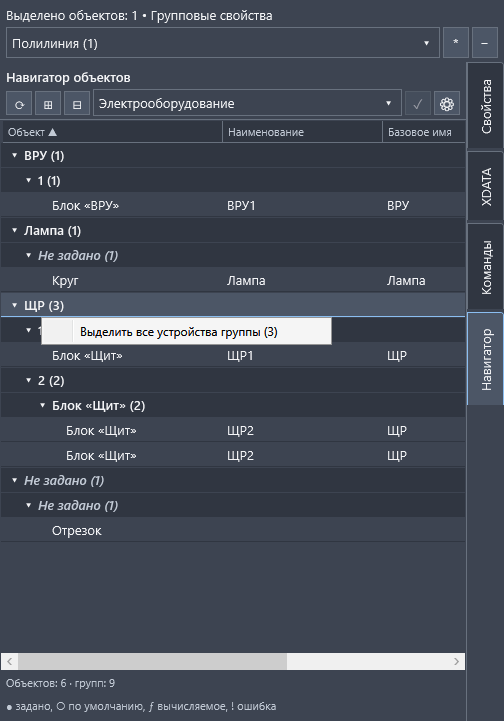 Выделено объектов: 1 • Групповые свойства
Полилиния (1)
* –
Навигатор объектов
Электрооборудование
Объект ▲ Наименование Базовое имя
ВРУ (1)
1 (1)
Блок «ВРУ» ВРУ1 ВРУ
Лампа (1)
Не задано (1)
Круг Лампа Лампа
ЩР (3)
1
Выделить все устройства группы (3)
Блок «Щит» ЩР1 ЩР
2 (2)
Блок «Щит» (2)
Блок «Щит» ЩР2 ЩР
Блок «Щит» ЩР2 ЩР
Не задано (1)
Не задано (1)
Отрезок
Объектов: 6 · групп: 9
● задано, ○ по умолчанию, ƒ вычисляемое, ! ошибка
Свойства
XDATA
Команды
Навигатор